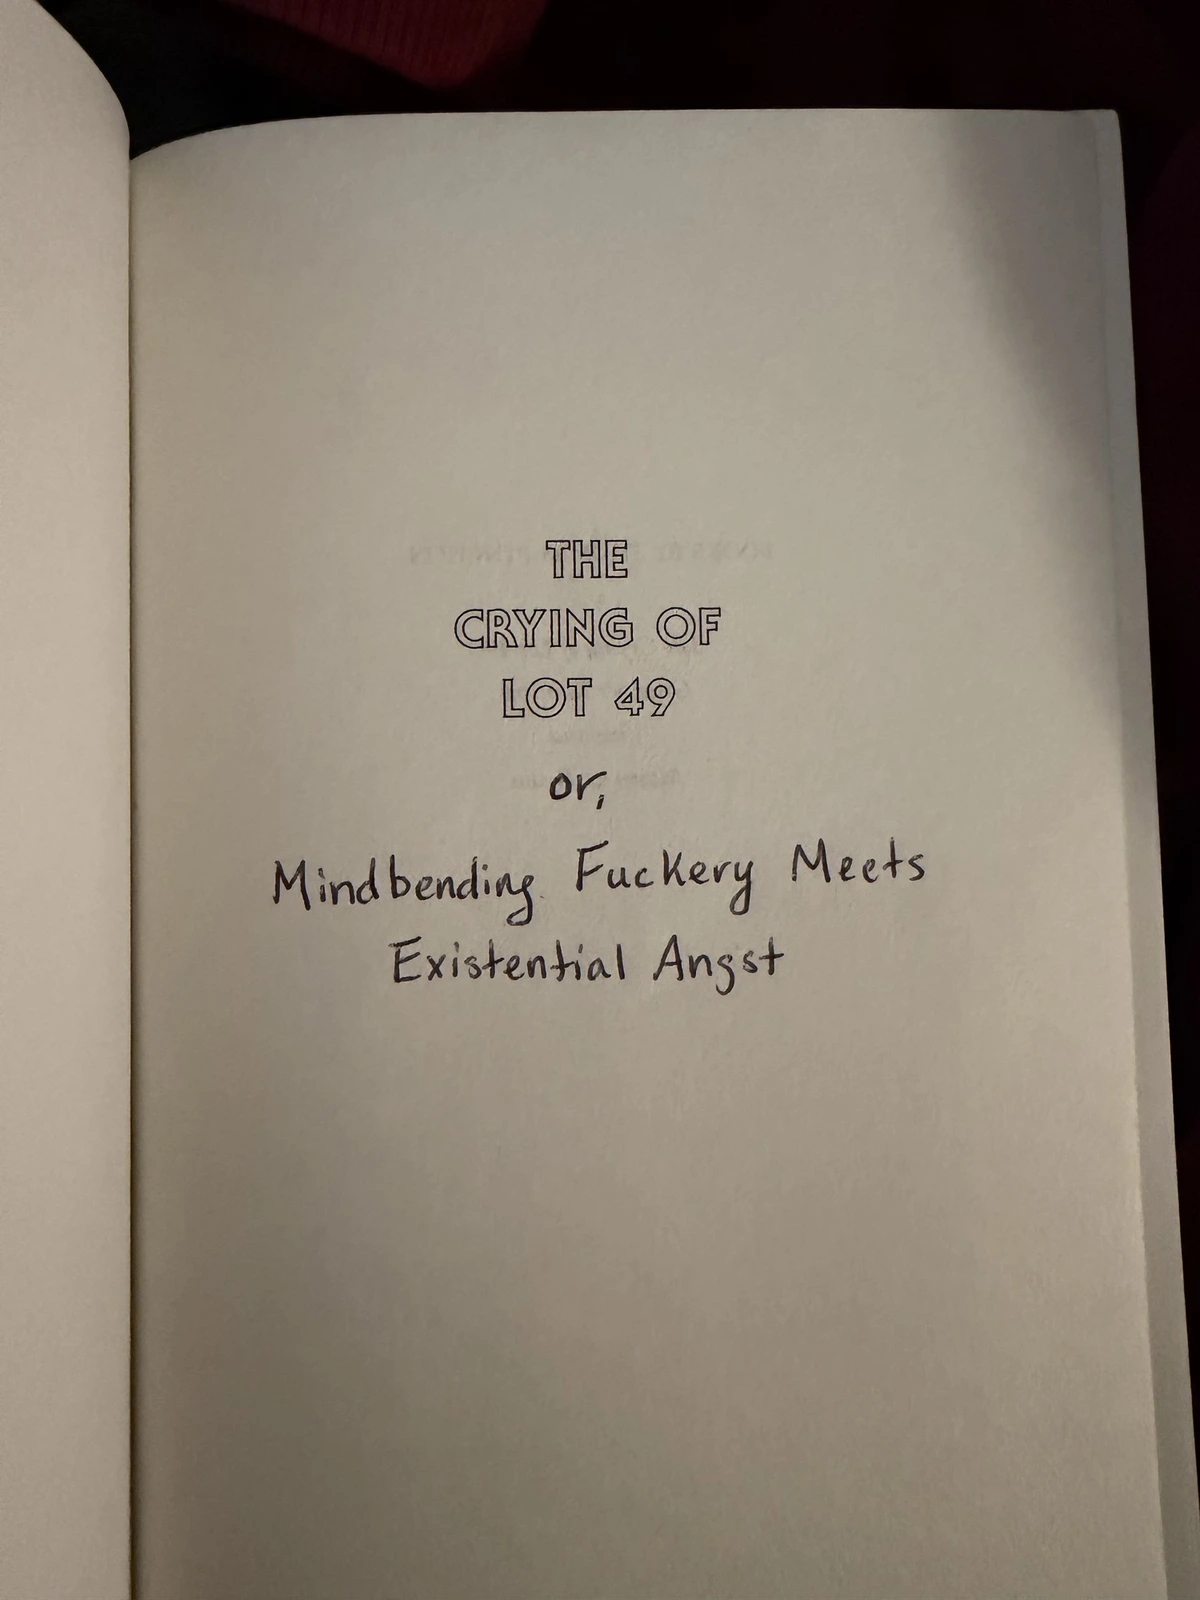 THE
CRYING OF
LOT 49
or,
Mindbending Fuckery Meets
Existential Angst